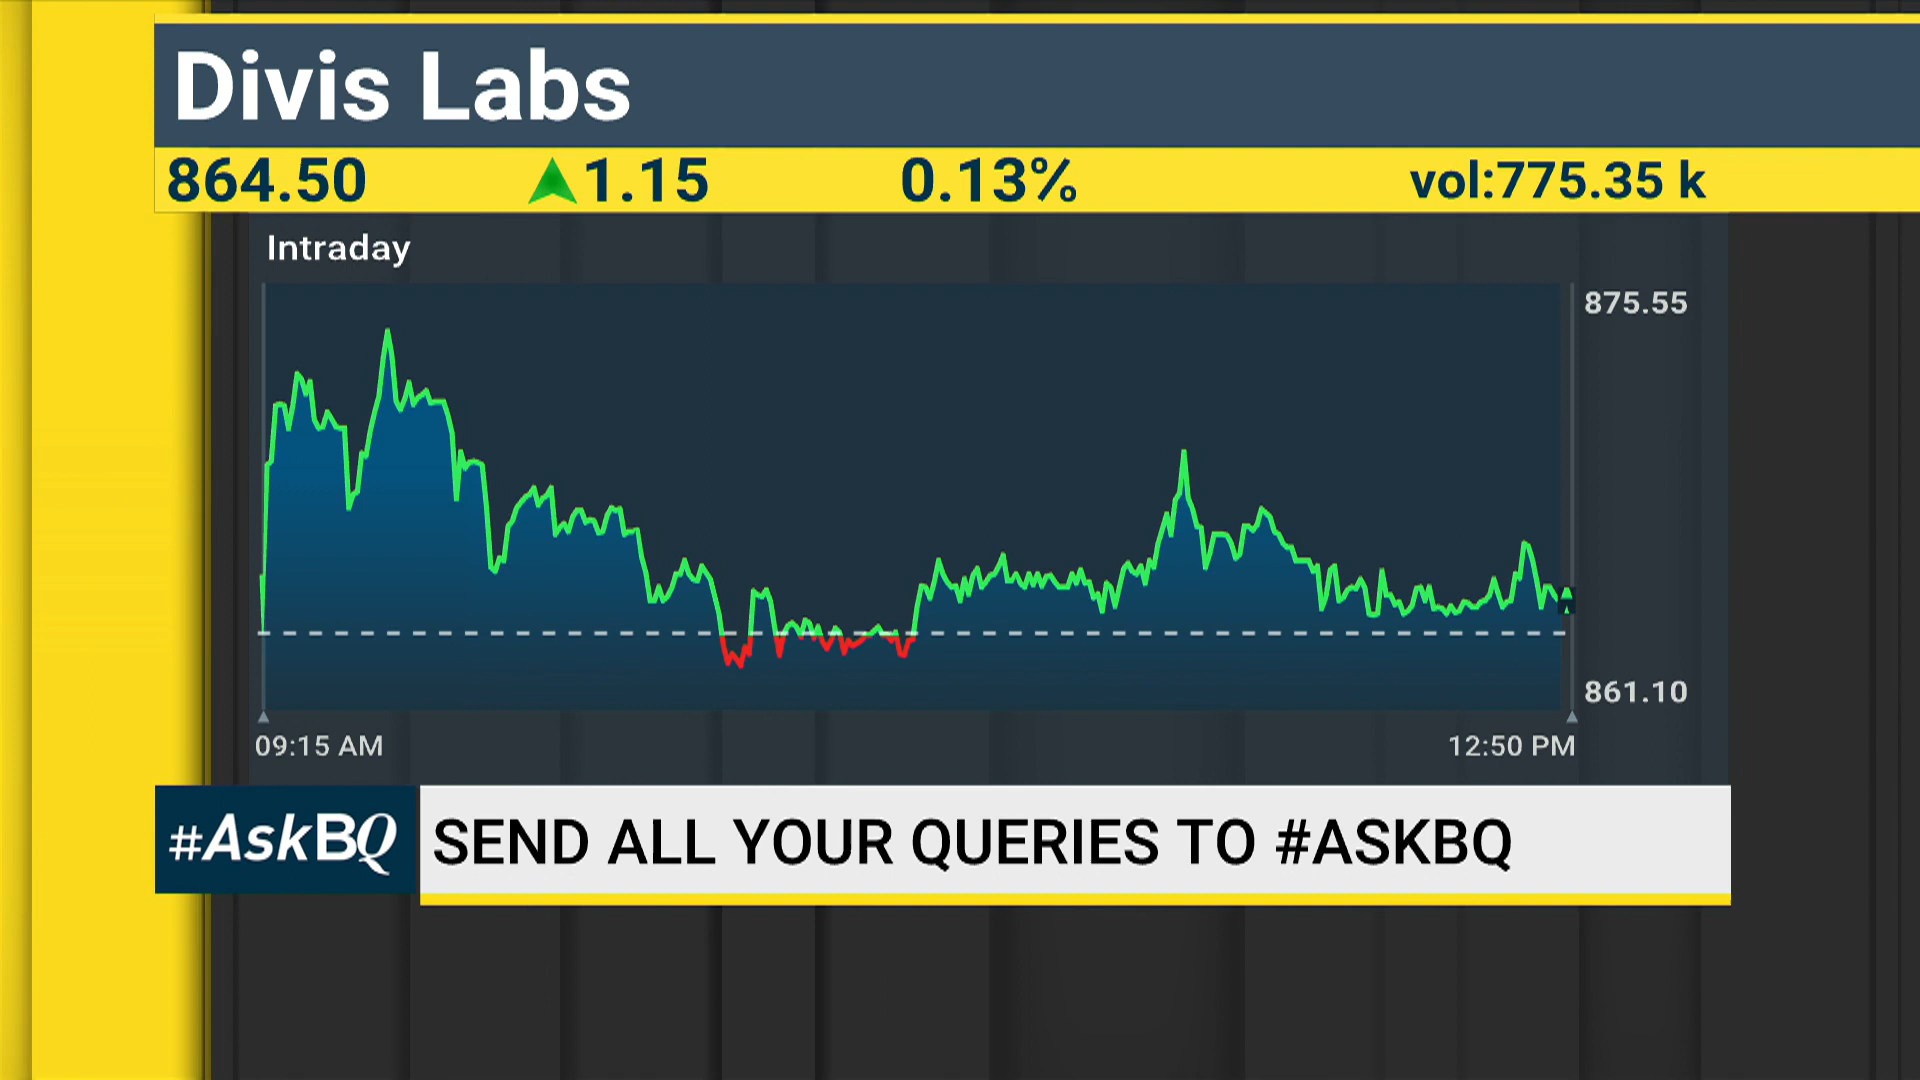 Divis Labs
864.50 ▲1.15 0.13% vol:775.35 k
Intraday
875.55
861.10
09:15 AM 12:50 PM
#AskBQ SEND ALL YOUR QUERIES TO #ASKBQ